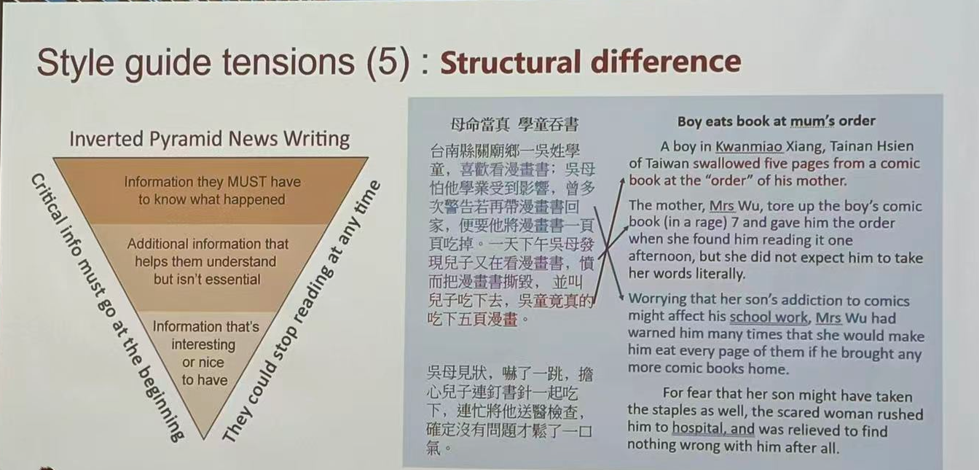 Style guide tensions (5) : Structural difference
Inverted Pyramid News Writing
Information they MUST have
to know what happened
Additional information that
helps them understand
but isn't essential
Information that's
interesting
or nice
to have
Critical info must go at the beginning
They could stop reading at any time
母命當真 學童吞書
台南縣關廟鄉一吳姓學
童，喜歡看漫畫書；吳母
怕他學業受到影響，曾多
次警告若再帶漫畫書回
家，便要他將漫畫書一頁
頁吃掉。一天下午吳母發
現兒子又在看漫畫書，憤
而把漫畫書撕毀，並叫
兒子吃下去，吳童竟真的
吃下五頁漫畫。
吳母見狀，嚇了一跳，擔
心兒子連釘書針一起吃
下，連忙將他送醫檢查，
確定沒有問題才鬆了一口
氣。
Boy eats book at mum's order
A boy in Kwanmiao Xiang, Tainan Hsien
of Taiwan swallowed five pages from a comic
book at the "order" of his mother.
The mother, Mrs Wu, tore up the boy's comic
book (in a rage) 7 and gave him the order
when she found him reading it one
afternoon, but she did not expect him to take
her words literally.
Worrying that her son's addiction to comics
might affect his school work, Mrs Wu had
warned him many times that she would make
him eat every page of them if he brought any
more comic books home.
For fear that her son might have taken
the staples as well, the scared woman rushed
him to hospital, and was relieved to find
nothing wrong with him after all.